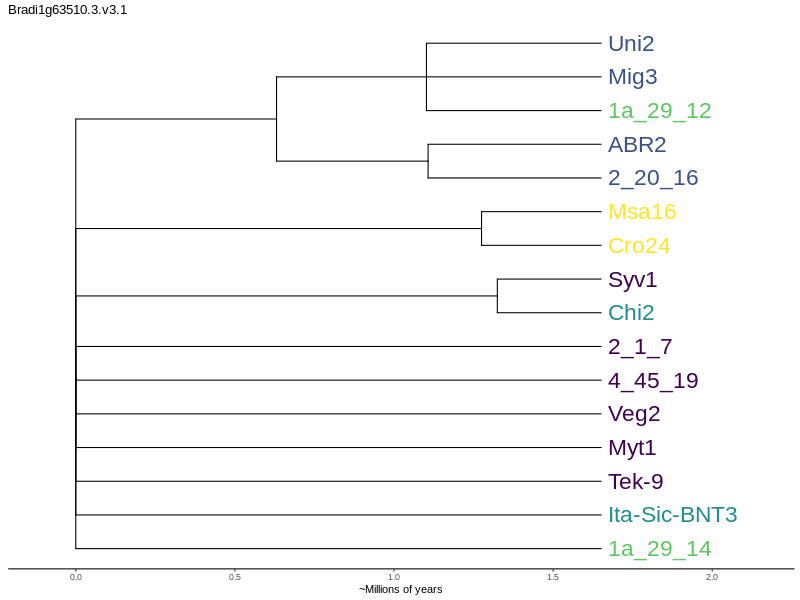 Bradi1g63510.3.v3.1
Uni2
Mig3
1a_29_12
ABR2
2_20_16
Msa16
Cro24
Syv1
Chi2
2_1_7
4_45_19
Veg2
Myt1
Tek-9
Ita-Sic-BNT3
1a_29_14
0.0 0.5 1.0 1.5 2.0
~Millions of years